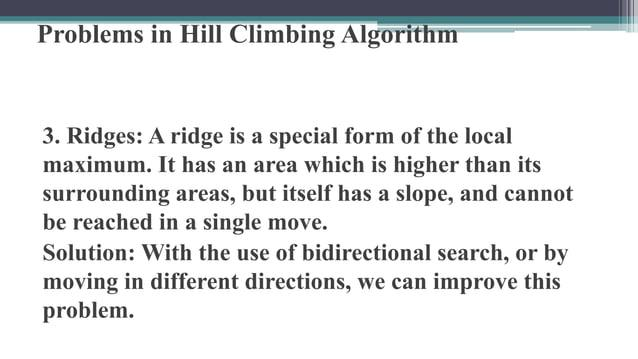 Problems in Hill Climbing Algorithm
3. Ridges: A ridge is a special form of the local
maximum. It has an area which is higher than its
surrounding areas, but itself has a slope, and cannot
be reached in a single move.
Solution: With the use of bidirectional search, or by
moving in different directions, we can improve this
problem.